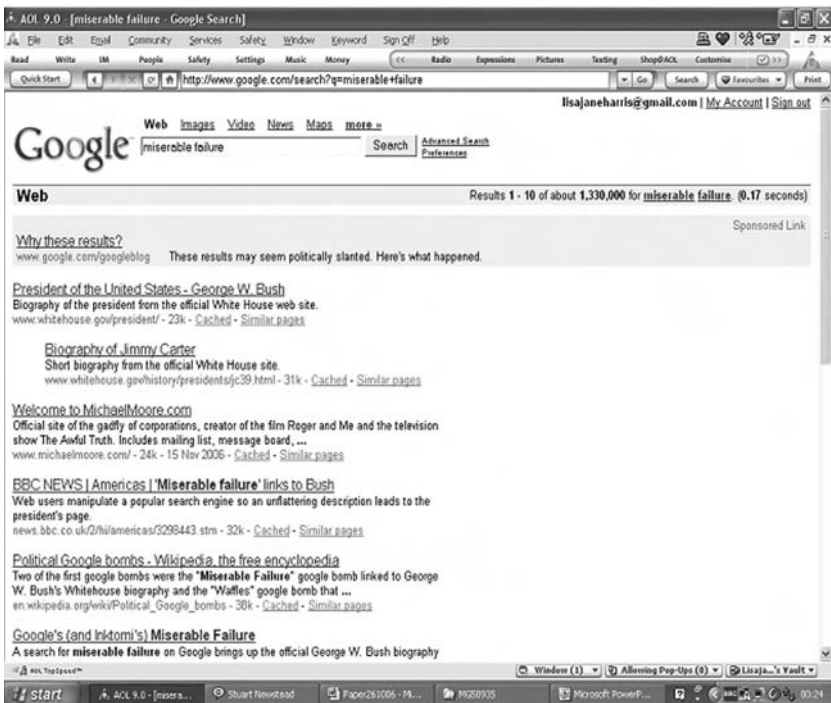 AOL 9.0 - [miserable failure - Google Search]
File Edit Email Community Services Safety Window Keyword Sign Off Help
Read Write IM People Safety Settings Music Money << Radio Expressions Pictures Texting Shop@AOL Customise >>
Quick Start http://www.google.com/search?q=miserable+failure Go Search Favourites Print
lisajaneharris@gmail.com | My Account | Sign out
Web Images Video News Maps more »
Google miserable failure Search Advanced Search
Preferences
Web Results 1 - 10 of about 1,330,000 for miserable failure. (0.17 seconds)
Sponsored Link
Why these results?
www.google.com/googleblog These results may seem politically slanted. Here's what happened.
President of the United States - George W. Bush
Biography of the president from the official White House web site.
www.whitehouse.gov/president/ - 23k - Cached - Similar pages
Biography of Jimmy Carter
Short biography from the official White House site.
www.whitehouse.gov/history/presidents/jc39.html - 31k - Cached - Similar pages
Welcome to MichaelMoore.com
Official site of the gadfly of corporations, creator of the film Roger and Me and the television
show The Awful Truth. Includes mailing list, message board, ...
www.michaelmoore.com/ - 24k - 15 Nov 2006 - Cached - Similar pages
BBC NEWS | Americas | 'Miserable failure' links to Bush
Web users manipulate a popular search engine so an unflattering description leads to the
president's page.
news.bbc.co.uk/2/hi/americas/3298443.stm - 32k - Cached - Similar pages
Political Google bombs - Wikipedia, the free encyclopedia
Two of the first google bombs were the "Miserable Failure" google bomb linked to George
W. Bush's Whitehouse biography and the "Waffles" google bomb that ...
en.wikipedia.org/wiki/Political_Google_bombs - 38k - Cached - Similar pages
Google's (and Inktomi's) Miserable Failure
A search for miserable failure on Google brings up the official George W. Bush biography
AOL TopSpeed™ Window (1) Allowing Pop-Ups (0) Lisaja...'s Vault
start AOL 9.0 - [misera... Stuart Newstead Paper261006 - M... MGS0935 Microsoft PowerP... 00:24